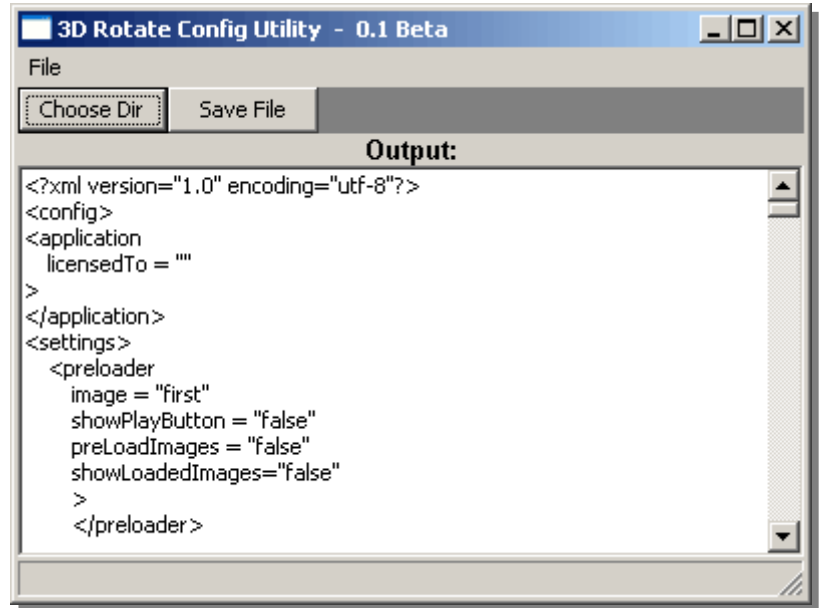 3D Rotate Config Utility - 0.1 Beta
File
Choose Dir Save File
Output:
<?xml version="1.0" encoding="utf-8"?>
<config>
<application
licensedTo = ""
>
</application>
<settings>
<preloader
image = "first"
showPlayButton = "false"
preLoadImages = "false"
showLoadedImages="false"
>
</preloader>